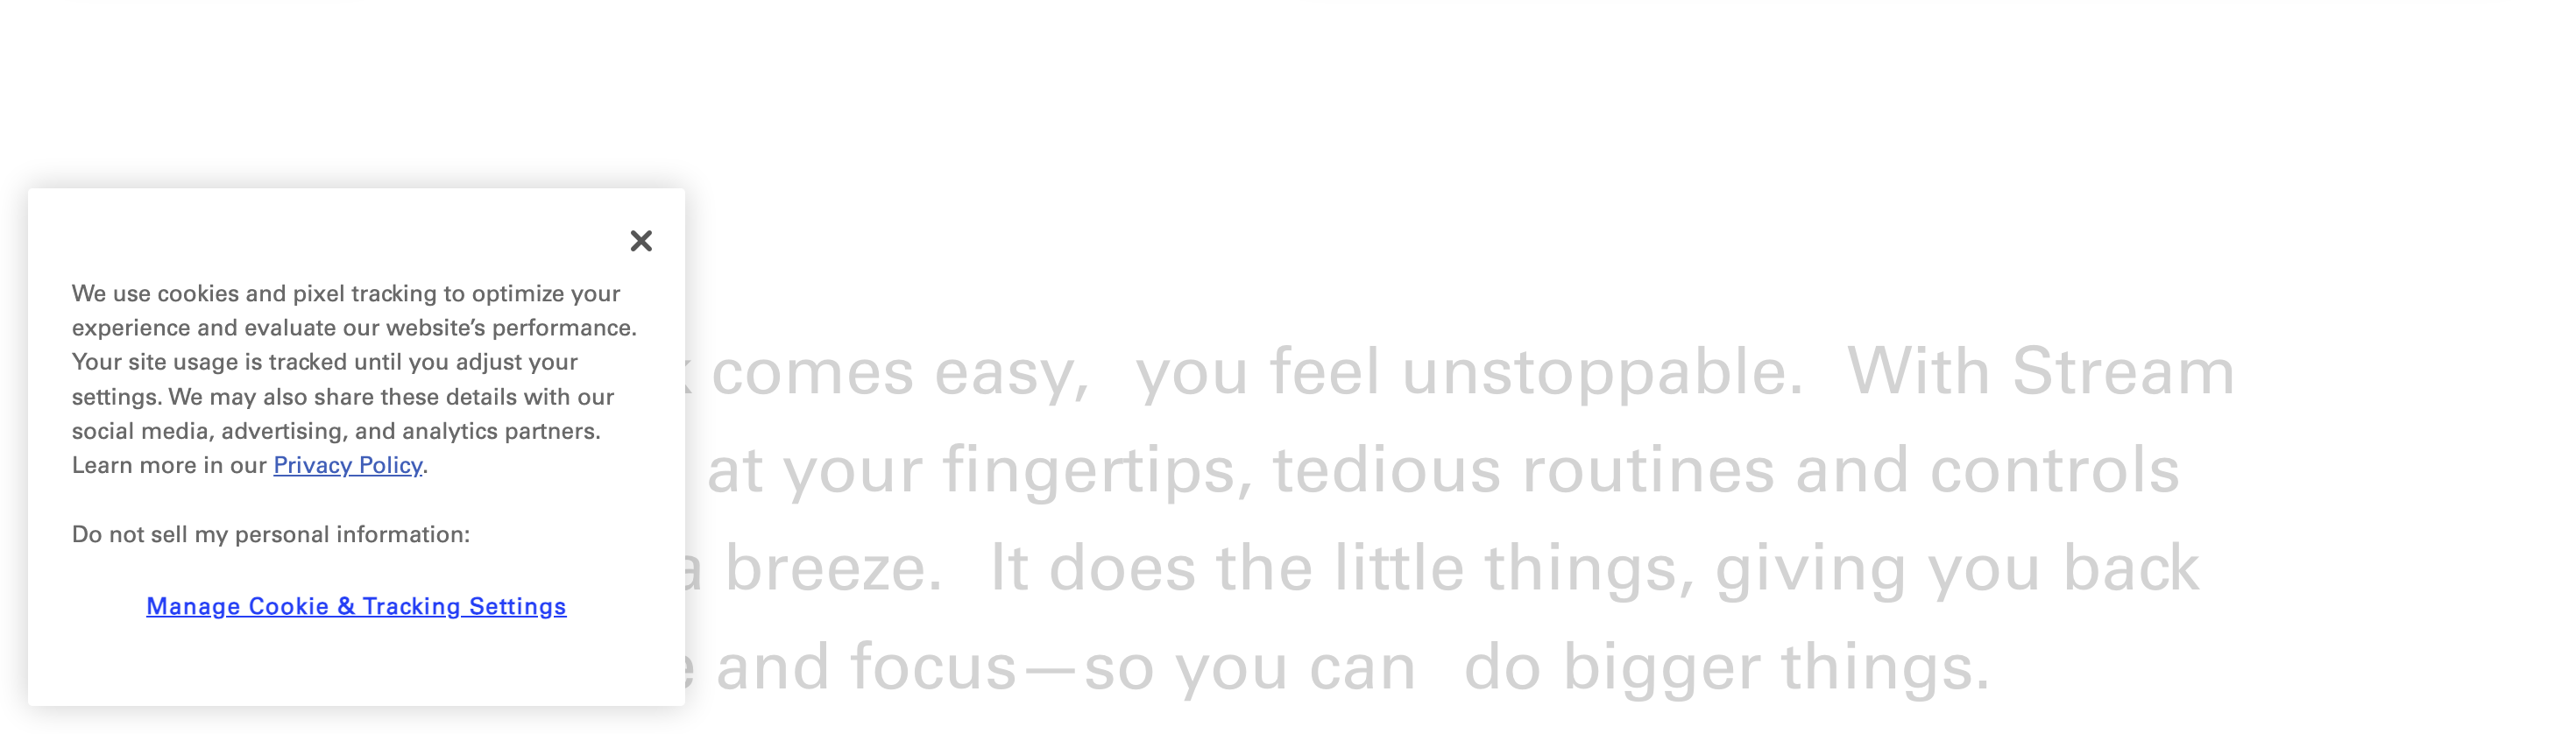 We use cookies and pixel tracking to optimize your
experience and evaluate our website’s performance.
Your site usage is tracked until you adjust your
settings. We may also share these details with our
social media, advertising, and analytics partners.
Learn more in our Privacy Policy.
Do not sell my personal information:
Manage Cookie & Tracking Settings
comes easy, you feel unstoppable. With Stream
at your fingertips, tedious routines and controls
a breeze. It does the little things, giving you back
and focus—so you can do bigger things.